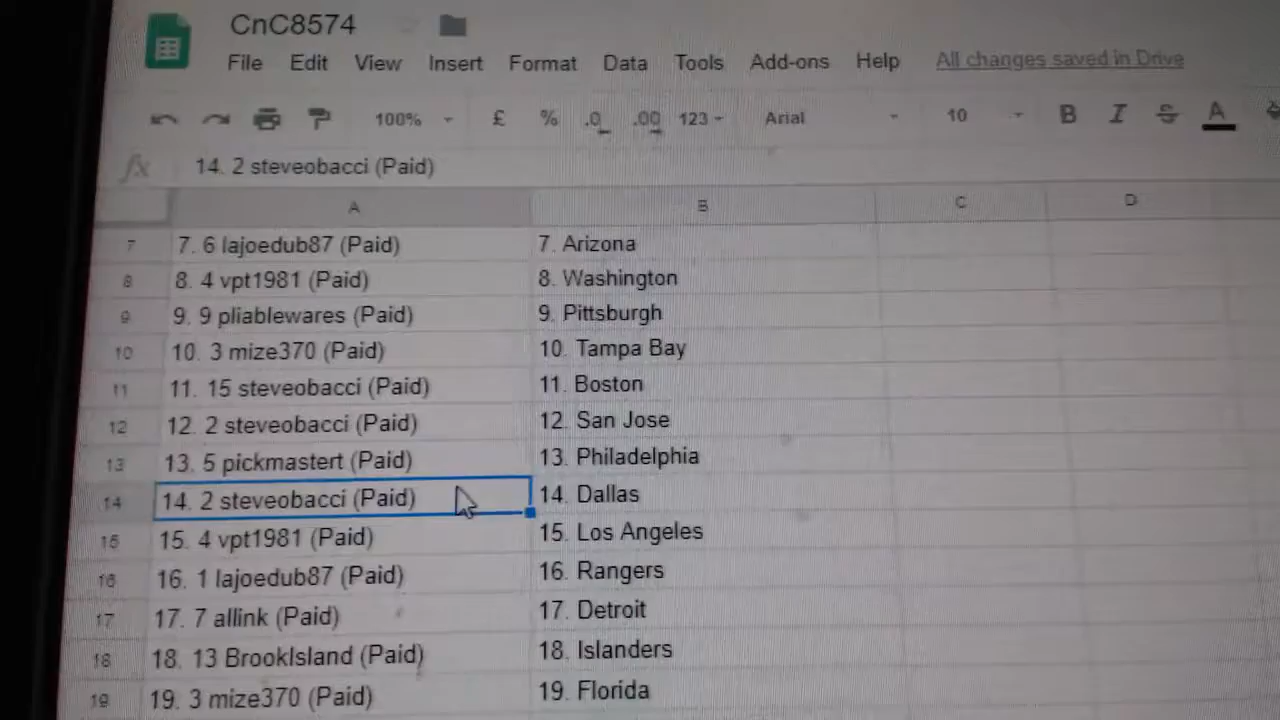 CnC8574
File Edit View Insert Format Data Tools Add-ons Help All changes saved in Drive
100% £ % .0 .00 123 Arial 10 B I S A
fx 14. 2 steveobacci (Paid)
A B C D
7 7. 6 lajoedub87 (Paid) 7. Arizona
8 8. 4 vpt1981 (Paid) 8. Washington
9 9. 9 pliablewares (Paid) 9. Pittsburgh
10 10. 3 mize370 (Paid) 10. Tampa Bay
11 11. 15 steveobacci (Paid) 11. Boston
12 12. 2 steveobacci (Paid) 12. San Jose
13 13. 5 pickmastert (Paid) 13. Philadelphia
14 14. 2 steveobacci (Paid) 14. Dallas
15 15. 4 vpt1981 (Paid) 15. Los Angeles
16 16. 1 lajoedub87 (Paid) 16. Rangers
17 17. 7 allink (Paid) 17. Detroit
18 18. 13 BrookIsland (Paid) 18. Islanders
19 19. 3 mize370 (Paid) 19. Florida